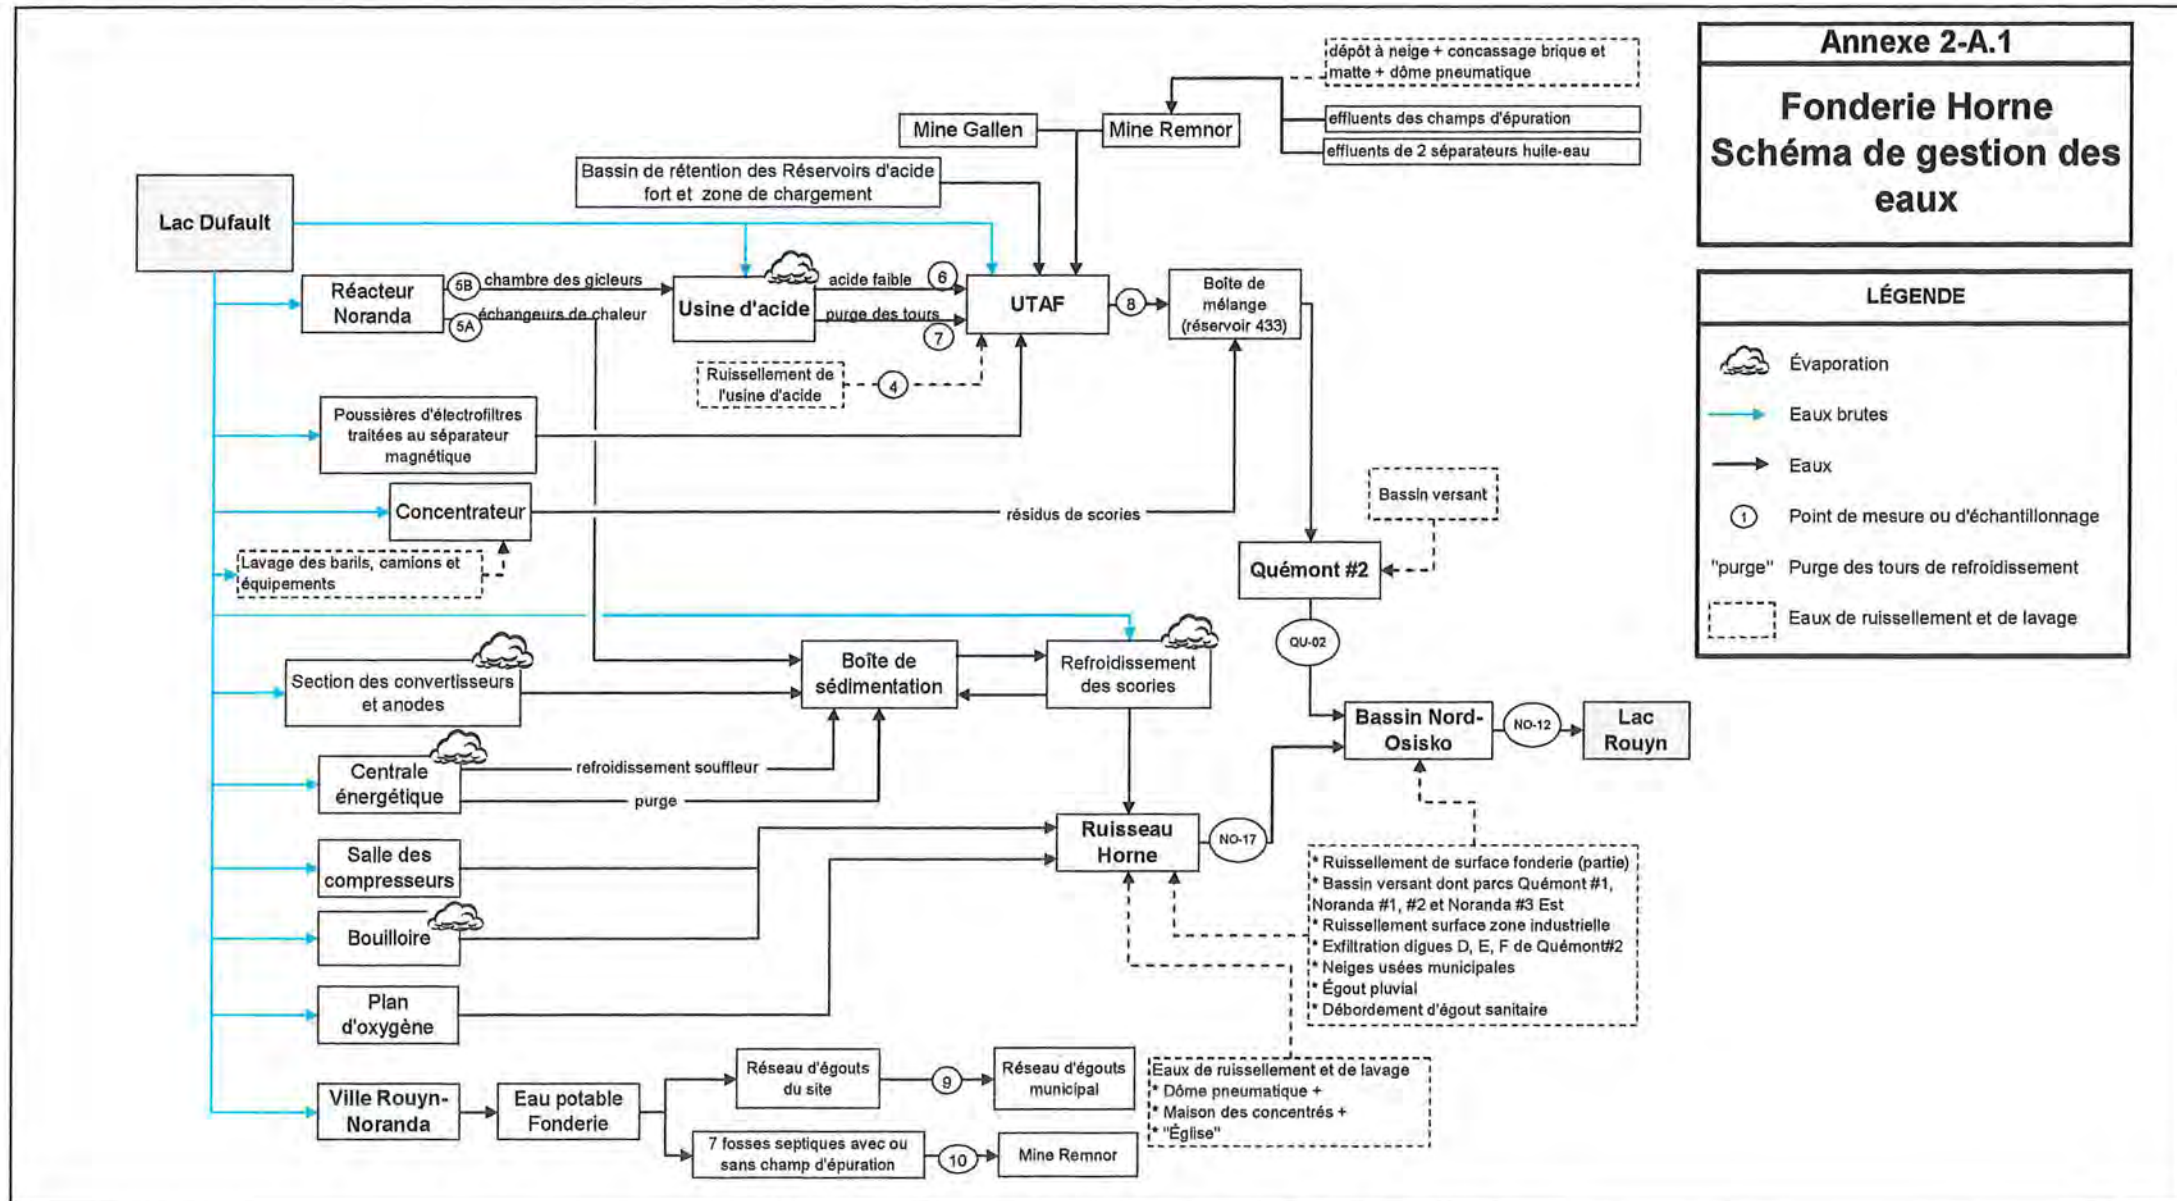 Annexe 2-A.1
Fonderie Horne
Schéma de gestion des
eaux
dépôt à neige + concassage brique et
matte + dôme pneumatique
effluents des champs d'épuration
effluents de 2 séparateurs huile-eau
Mine Gallen
Mine Remnor
Bassin de rétention des Réservoirs d'acide
fort et zone de chargement
Lac Dufault
Réacteur
Noranda
5B
chambre des gicleurs
5A
échangeurs de chaleur
Usine d'acide
acide faible
6
purge des tours
7
UTAF
8
Boîte de
mélange
(réservoir 433)
Ruissellement de
l'usine d'acide
4
Poussières d'électrofiltres
traitées au séparateur
magnétique
Concentrateur
résidus de scories
Lavage des barils, camions et
équipements
Bassin versant
Quémont #2
QU-02
Section des convertisseurs
et anodes
Boîte de
sédimentation
Refroidissement
des scories
Bassin Nord-
Osisko
NO-12
Lac
Rouyn
Centrale
énergétique
refroidissement souffleur
purge
Salle des
compresseurs
Ruisseau
Horne
NO-17
Bouilloire
Plan
d'oxygène
* Ruissellement de surface fonderie (partie)
* Bassin versant dont parcs Quémont #1,
Noranda #1, #2 et Noranda #3 Est
* Ruissellement surface zone industrielle
* Exfiltration digues D, E, F de Quémont#2
* Neiges usées municipales
* Égout pluvial
* Débordement d'égout sanitaire
Ville Rouyn-
Noranda
Eau potable
Fonderie
Réseau d'égouts
du site
9
Réseau d'égouts
municipal
7 fosses septiques avec ou
sans champ d'épuration
10
Mine Remnor
Eaux de ruissellement et de lavage
* Dôme pneumatique +
* Maison des concentrés +
* "Église"
LÉGENDE
Évaporation
Eaux brutes
Eaux
1
Point de mesure ou d'échantillonnage
"purge"
Purge des tours de refroidissement
Eaux de ruissellement et de lavage